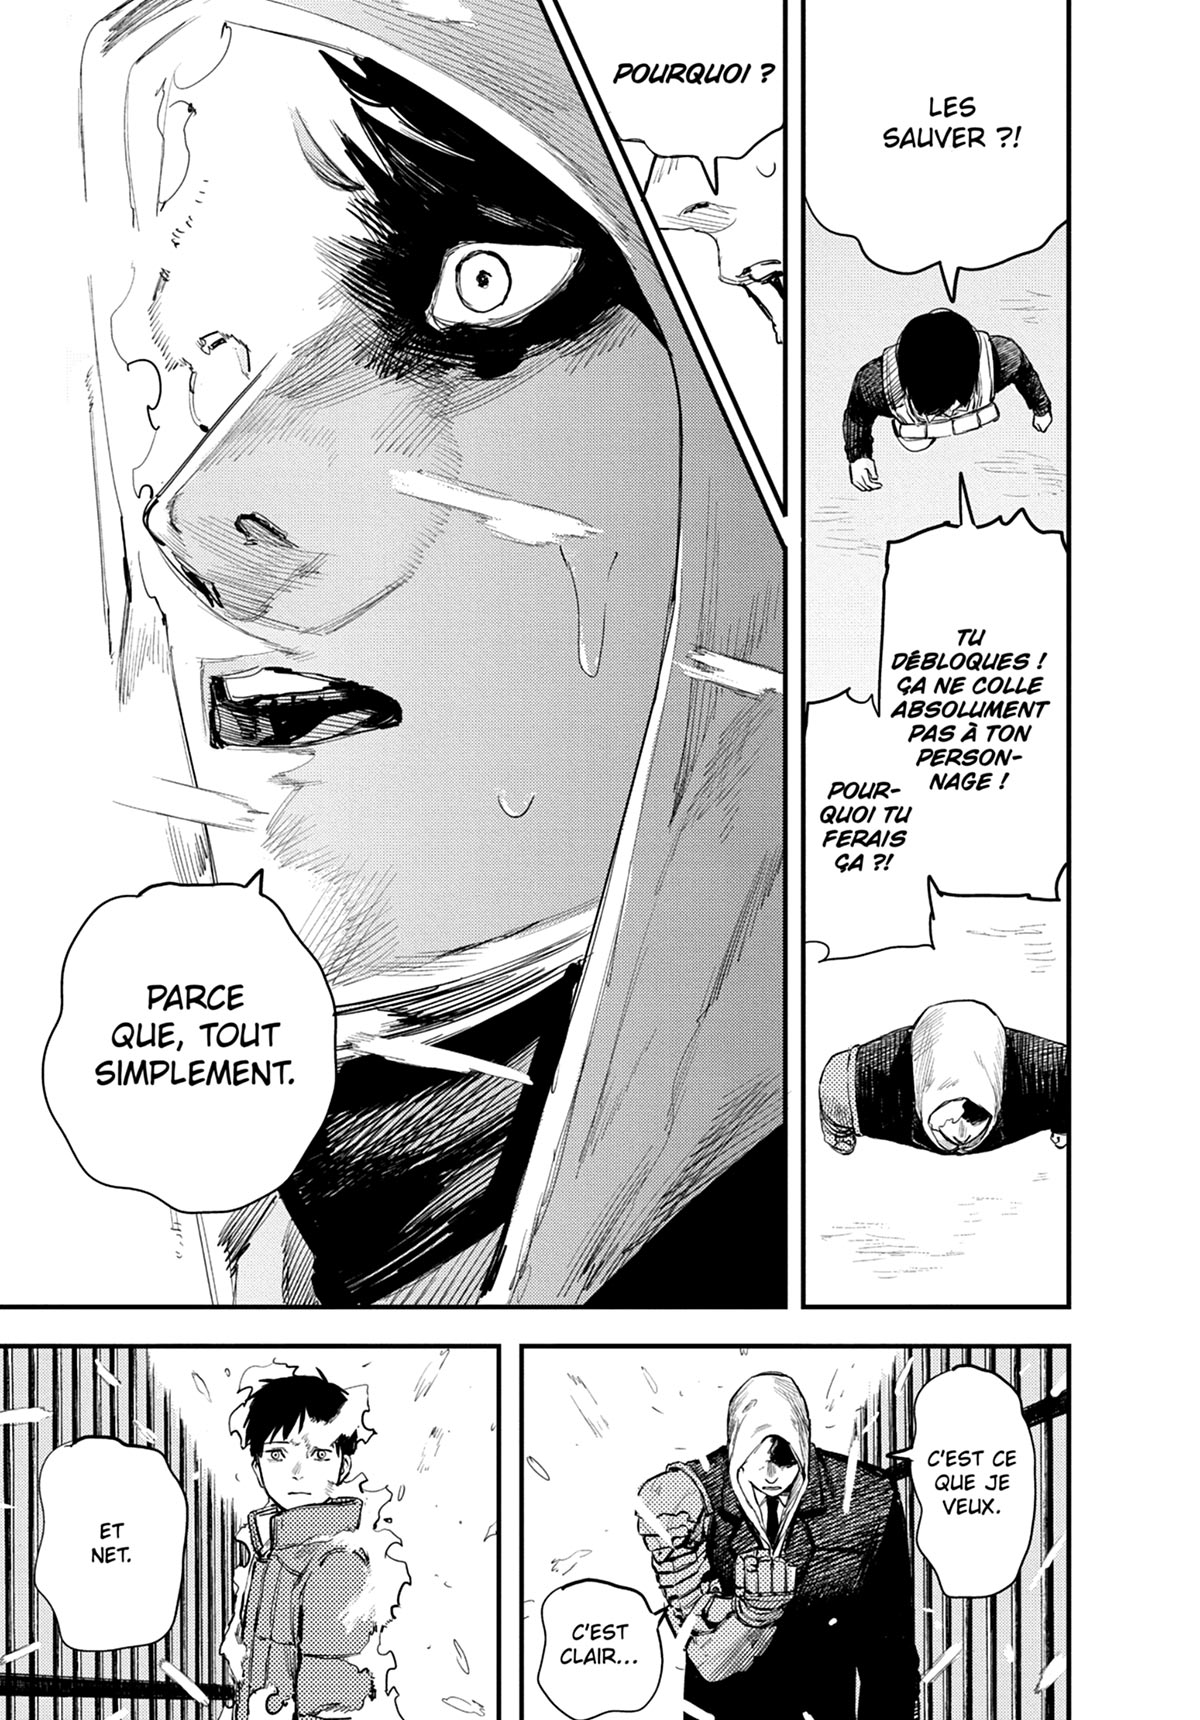 LES
SAUVER ?!
TU
DÉBLOQUES !
ÇA NE COLLE
ABSOLUMENT
PAS À TON
PERSON-
NAGE !
POUR-
QUOI TU
FERAIS
ÇA ?!
POURQUOI ?
PARCE
QUE, TOUT
SIMPLEMENT.
C'EST CE
QUE JE
VEUX.
C'EST
CLAIR...
ET
NET.